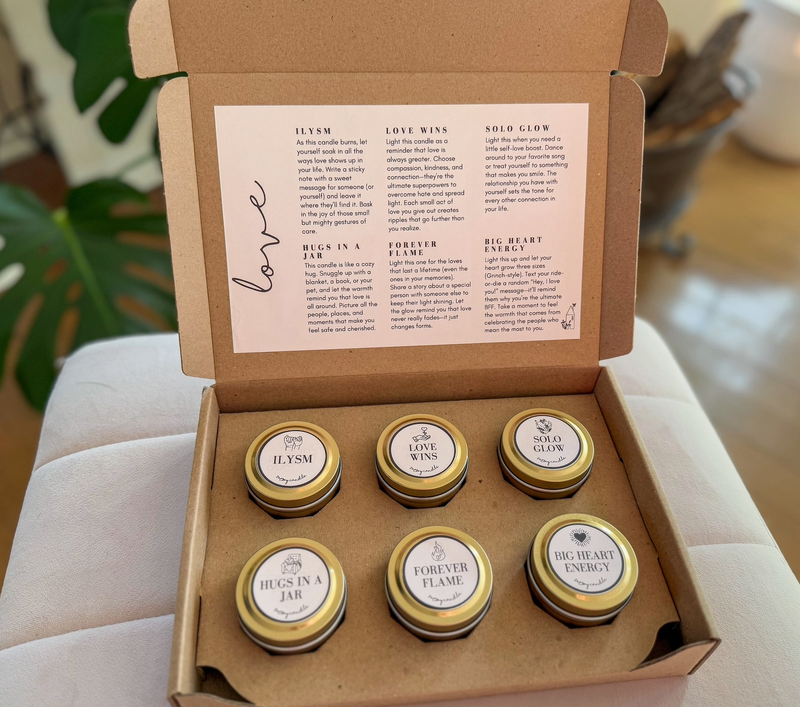 love
ILYSM
As this candle burns, let
yourself soak in all the
ways love shows up in
your life. Write a sticky
note with a sweet
message for someone (or
yourself) and leave it
where they'll find it. Bask
in the joy of those small
but mighty gestures of
care.
LOVE WINS
Light this candle as a
reminder that love is
always greater. Choose
compassion, kindness, and
connection—they're the
ultimate superpowers to
overcome hate and spread
light. Each small act of
love you give out creates
ripples that go further than
you realize.
SOLO GLOW
Light this when you need a
little self-love boost. Dance
around to your favorite song
or treat yourself to something
that makes you smile. The
relationship you have with
yourself sets the tone for
every other connection in
your life.
HUGS IN A
JAR
This candle is like a cozy
hug. Snuggle up with a
blanket, a book, or your
pet, and let the warmth
remind you that love is
all around. Picture all the
people, places, and
moments that make you
feel safe and cherished.
FOREVER
FLAME
Light this one for the loves
that last a lifetime (even the
ones in your memories).
Share a story about a special
person with someone else to
keep their light shining. Let
the glow remind you that love
never really fades—it just
changes forms.
BIG HEART
ENERGY
Light this up and let your
heart grow three sizes
(Grinch-style). Text your ride-
or-die a random "Hey, I love
you!" message—it'll remind
them why you're the ultimate
BFF. Take a moment to feel
the warmth that comes from
celebrating the people who
mean the most to you.
ILYSM
LOVE
WINS
SOLO
GLOW
HUGS IN A
JAR
FOREVER
FLAME
BIG HEART
ENERGY